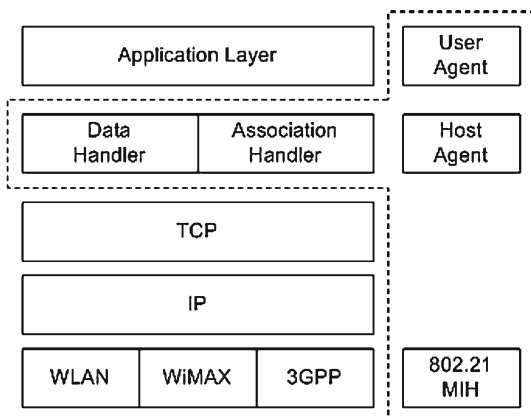 Application Layer
User
Agent
Data
Handler
Association
Handler
Host
Agent
TCP
IP
WLAN
WiMAX
3GPP
802.21
MIH